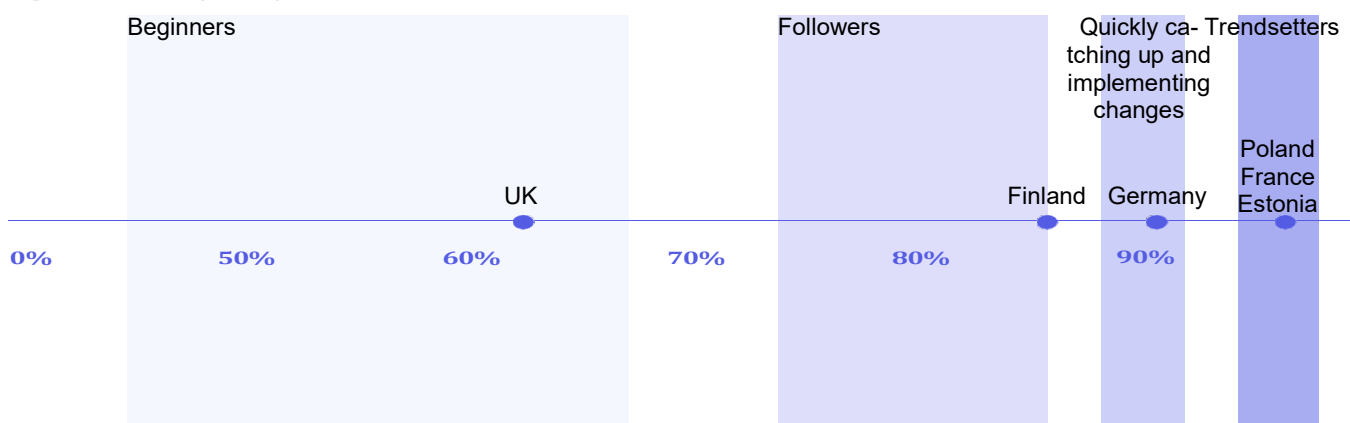 Beginners
Followers
Quickly ca-
tching up and
implementing
changes
Trendsetters
UK
Finland
Germany
Poland
France
Estonia
0%
50%
60%
70%
80%
90%